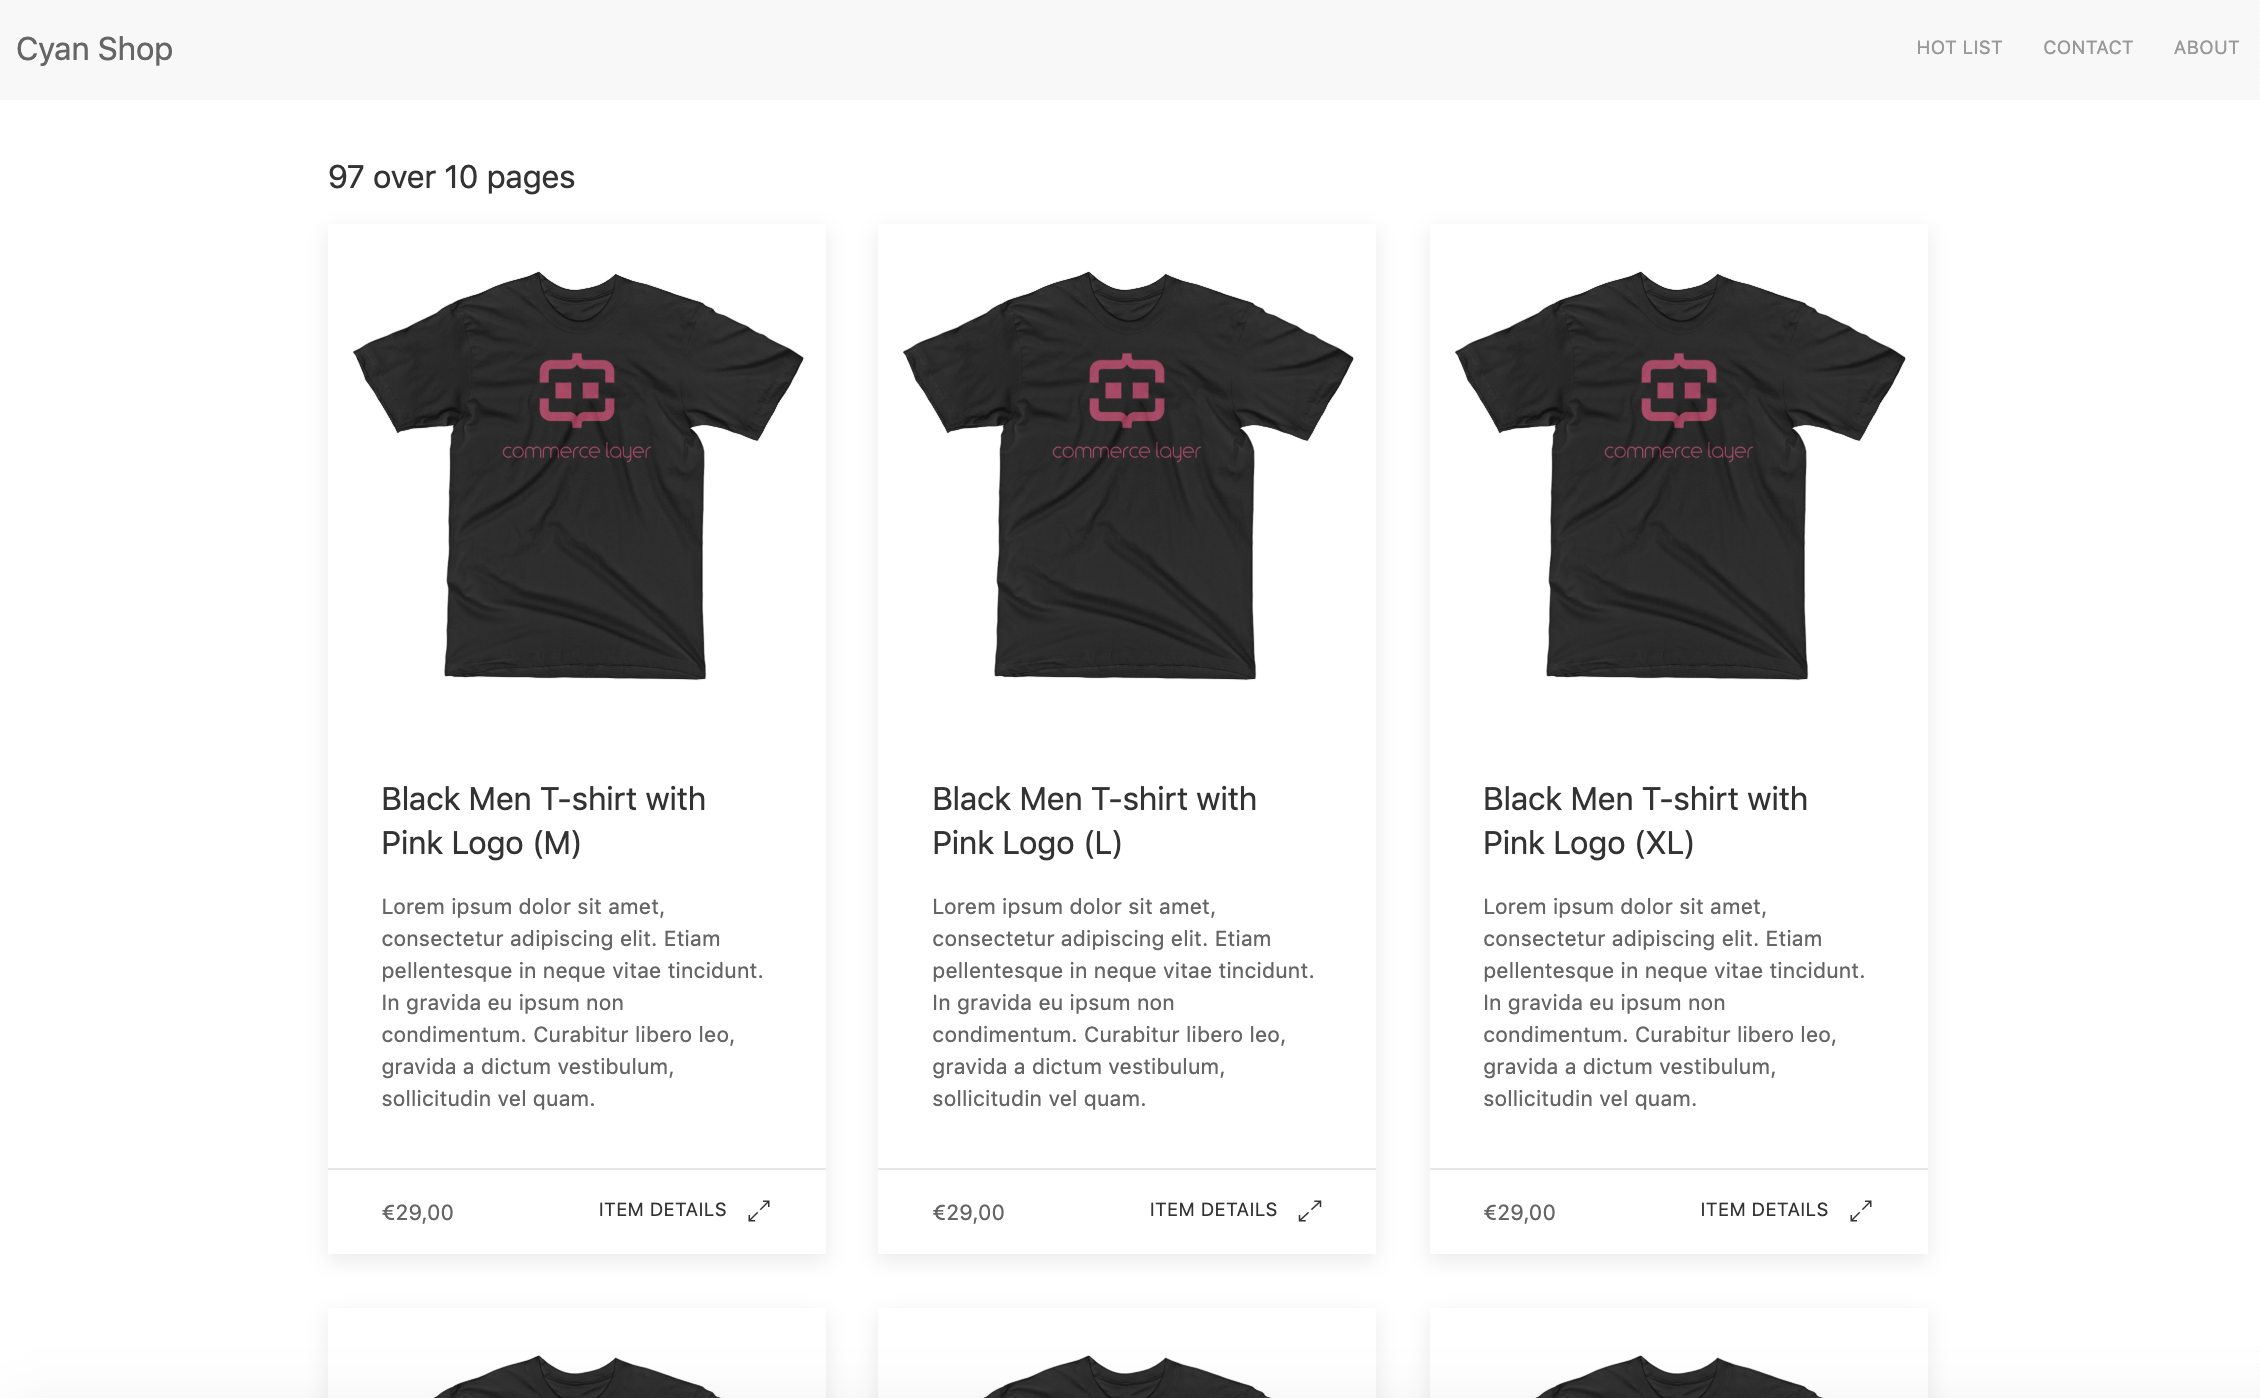 Cyan Shop
HOT LIST
CONTACT
ABOUT
97 over 10 pages
commerce layer
Black Men T-shirt with
Pink Logo (M)
Lorem ipsum dolor sit amet,
consectetur adipiscing elit. Etiam
pellentesque in neque vitae tincidunt.
In gravida eu ipsum non
condimentum. Curabitur libero leo,
gravida a dictum vestibulum,
sollicitudin vel quam.
€29,00
ITEM DETAILS
commerce layer
Black Men T-shirt with
Pink Logo (L)
Lorem ipsum dolor sit amet,
consectetur adipiscing elit. Etiam
pellentesque in neque vitae tincidunt.
In gravida eu ipsum non
condimentum. Curabitur libero leo,
gravida a dictum vestibulum,
sollicitudin vel quam.
€29,00
ITEM DETAILS
commerce layer
Black Men T-shirt with
Pink Logo (XL)
Lorem ipsum dolor sit amet,
consectetur adipiscing elit. Etiam
pellentesque in neque vitae tincidunt.
In gravida eu ipsum non
condimentum. Curabitur libero leo,
gravida a dictum vestibulum,
sollicitudin vel quam.
€29,00
ITEM DETAILS